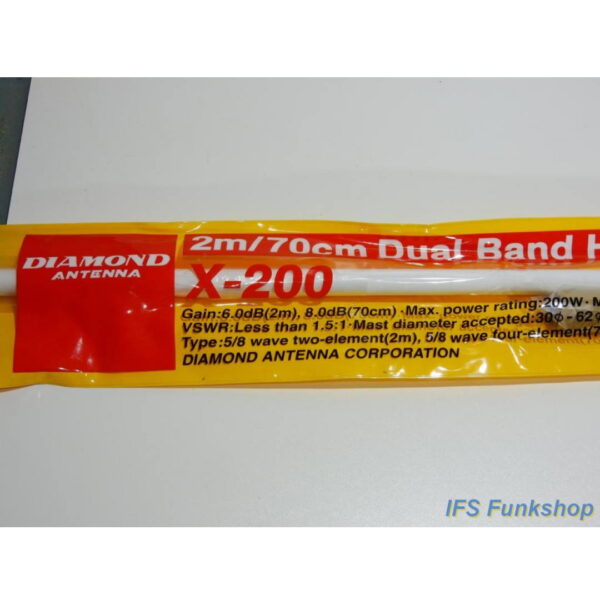 DIAMOND
ANTENNA
2m/70cm Dual Band H
X-200
Gain:6.0dB(2m), 8.0dB(70cm) · Max. power rating:200W · M
VSWR:Less than 1.5:1 · Mast diameter accepted:30φ - 62φ
Type:5/8 wave two-element(2m), 5/8 wave four-element(7
DIAMOND ANTENNA CORPORATION
IFS Funkshop